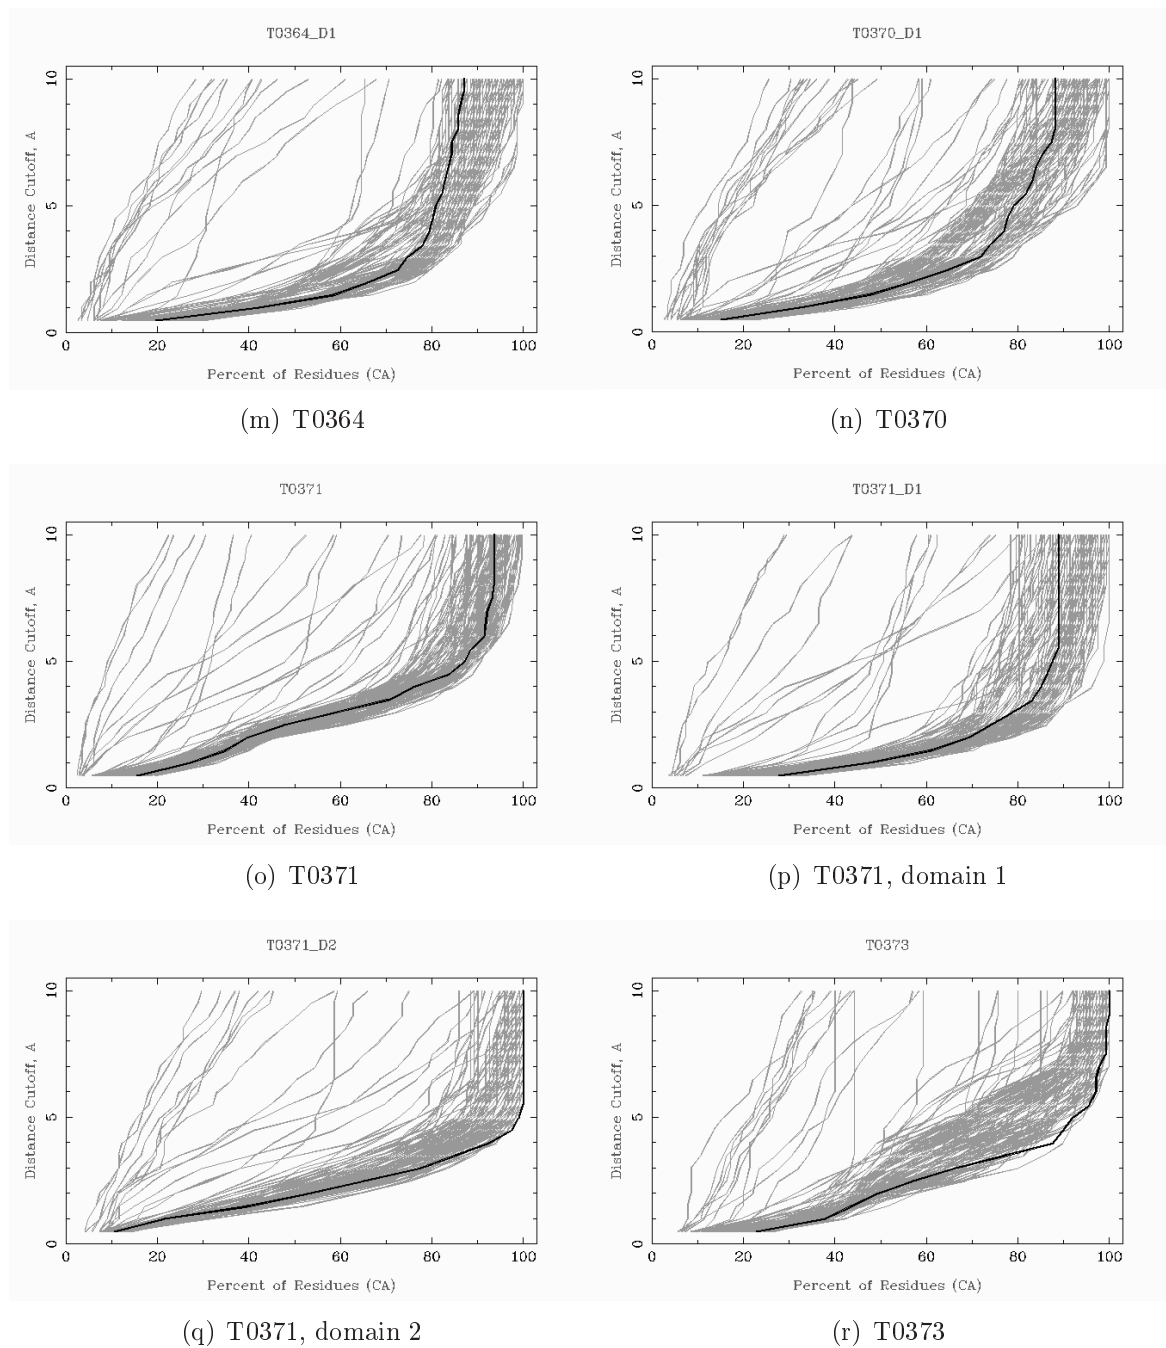 T0364_D1
Distance Cutoff, A
10
5
0
0 20 40 60 80 100
Percent of Residues (CA)
(m) T0364
T0370_D1
Distance Cutoff, A
10
5
0
0 20 40 60 80 100
Percent of Residues (CA)
(n) T0370
T0371
Distance Cutoff, A
10
5
0
0 20 40 60 80 100
Percent of Residues (CA)
(o) T0371
T0371_D1
Distance Cutoff, A
10
5
0
0 20 40 60 80 100
Percent of Residues (CA)
(p) T0371, domain 1
T0371_D2
Distance Cutoff, A
10
5
0
0 20 40 60 80 100
Percent of Residues (CA)
(q) T0371, domain 2
T0373
Distance Cutoff, A
10
5
0
0 20 40 60 80 100
Percent of Residues (CA)
(r) T0373